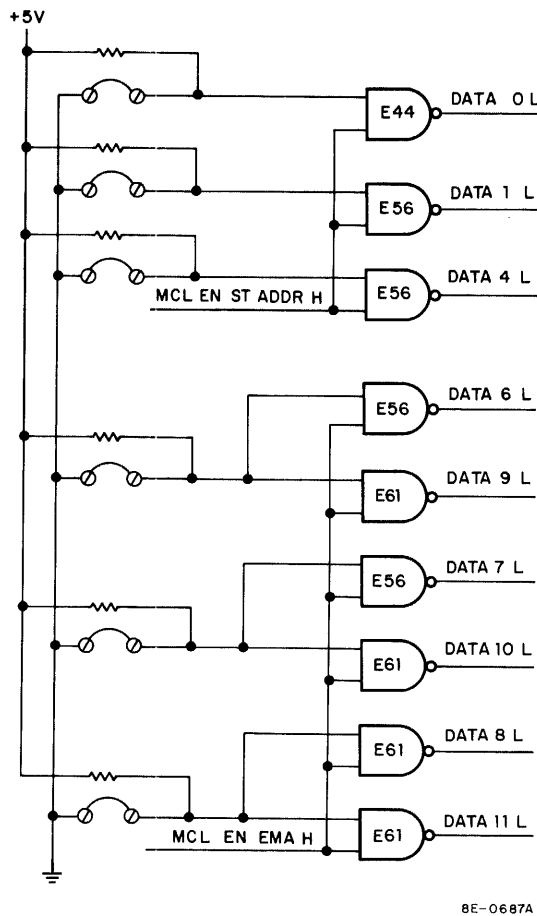 +5V
E44
DATA 0 L
E56
DATA 1 L
E56
DATA 4 L
MCL EN ST ADDR H
E56
DATA 6 L
E61
DATA 9 L
E56
DATA 7 L
E61
DATA 10 L
E61
DATA 8 L
E61
DATA 11 L
MCL EN EMA H
8E-0687A